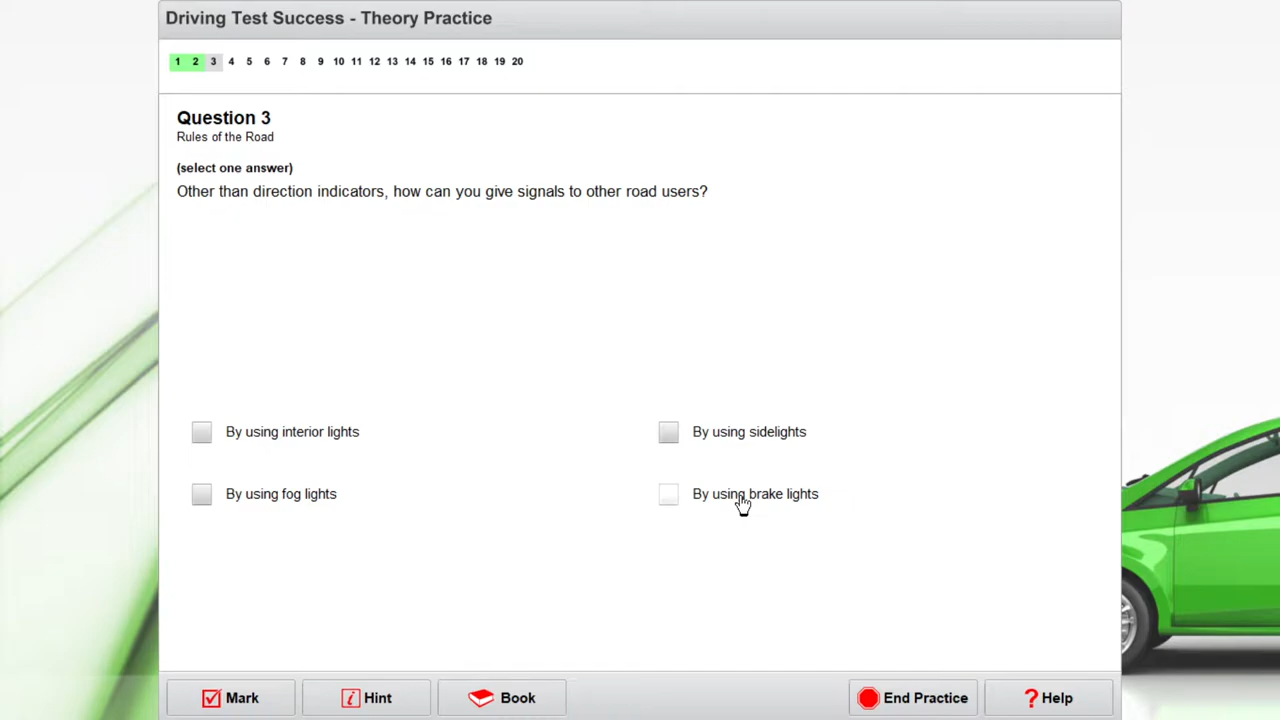 Driving Test Success - Theory Practice
1 2 3 4 5 6 7 8 9 10 11 12 13 14 15 16 17 18 19 20
Question 3
Rules of the Road
(select one answer)
Other than direction indicators, how can you give signals to other road users?
By using interior lights
By using sidelights
By using fog lights
By using brake lights
Mark
Hint
Book
End Practice
Help